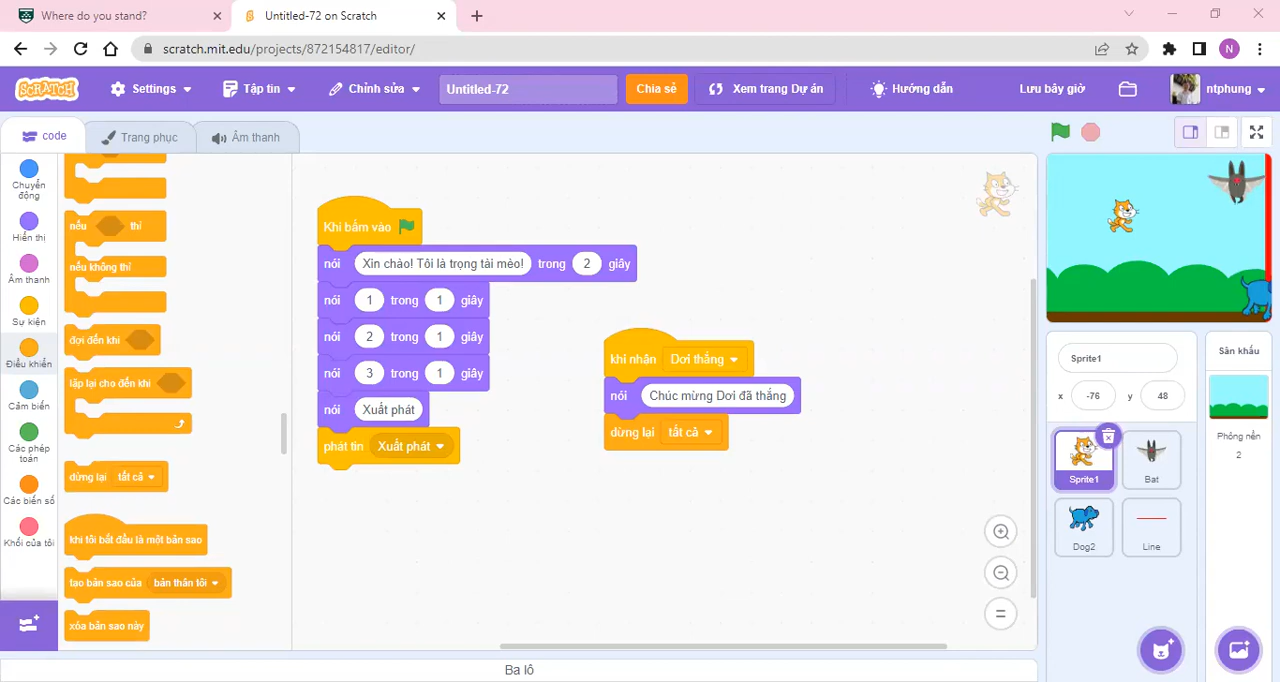 Where do you stand?
Untitled-72 on Scratch
scratch.mit.edu/projects/872154817/editor/
N
SCRATCH
Settings
Tập tin
Chỉnh sửa
Untitled-72
Chia sẻ
Xem trang Dự án
Hướng dẫn
Lưu bây giờ
ntphung
code
Trang phục
Âm thanh
Chuyển động
Hiển thị
Âm thanh
Sự kiện
Điều khiển
Cảm biến
Các phép toán
Các biến số
Khối của tôi
nếu thì
nếu không thì
đợi đến khi
lặp lại cho đến khi
dừng lại tất cả
khi tôi bắt đầu là một bản sao
tạo bản sao của bản thân tôi
xóa bản sao này
Khi bấm vào
nói Xin chào! Tôi là trọng tài mèo! trong 2 giây
nói 1 trong 1 giây
nói 2 trong 1 giây
nói 3 trong 1 giây
nói Xuất phát
phát tin Xuất phát
khi nhận Dơi thắng
nói Chúc mừng Dơi đã thắng
dừng lại tất cả
Sprite1
x -76 y 48
Sprite1
Bat
Dog2
Line
Sân khấu
Phông nền
2
Ba lô